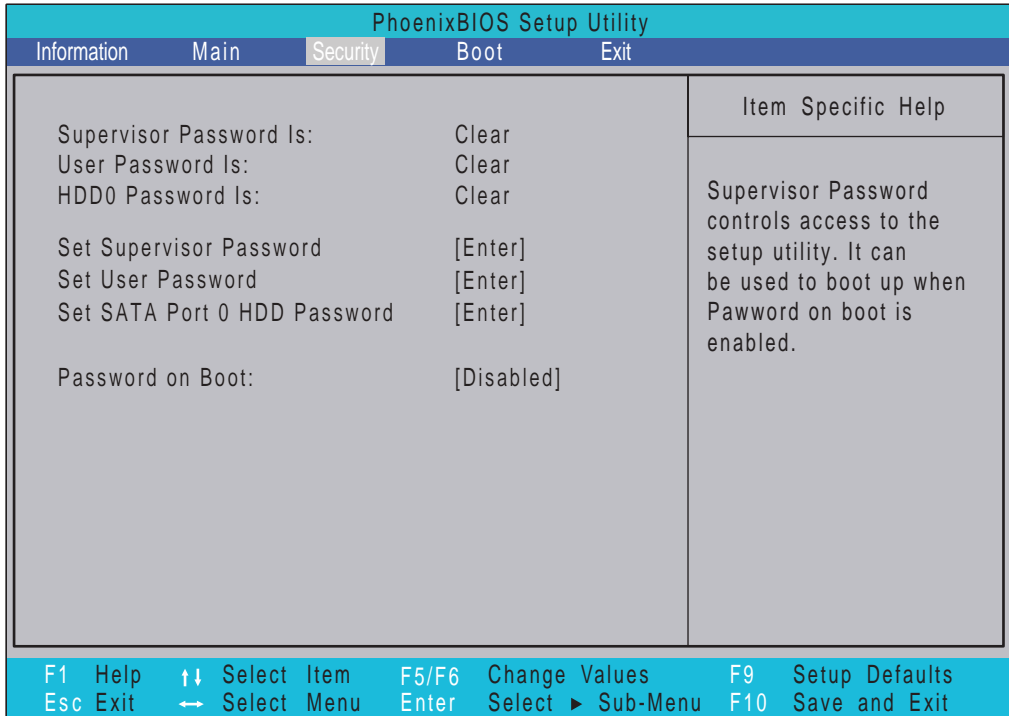 PhoenixBIOS Setup Utility
Information Main Security Boot Exit
Supervisor Password Is: Clear
User Password Is: Clear
HDD0 Password Is: Clear
Set Supervisor Password [Enter]
Set User Password [Enter]
Set SATA Port 0 HDD Password [Enter]
Password on Boot: [Disabled]
Item Specific Help
Supervisor Password
controls access to the
setup utility. It can
be used to boot up when
Pawword on boot is
enabled.
F1 Help ↑↓ Select Item F5/F6 Change Values F9 Setup Defaults
Esc Exit ↔ Select Menu Enter Select ► Sub-Menu F10 Save and Exit